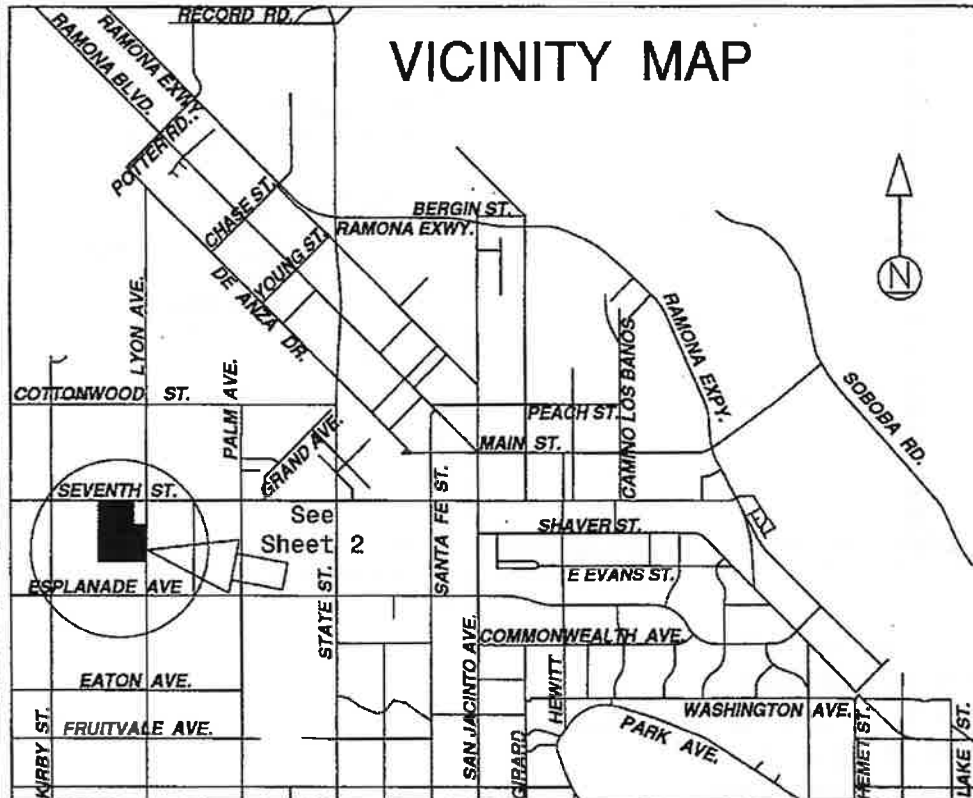 RECORD RD.
VICINITY MAP
RAMONA EXWY.
RAMONA BLVD.
POTTER RD.
CHASE ST.
YOUNG ST.
BERGIN ST.
RAMONA EXWY.
N
DE ANZA DR.
LYON AVE.
PALM AVE.
RAMONA EXPY.
CAMINO LOS BANOS
SOBOBA RD.
COTTONWOOD ST.
GRAND AVE.
PEACH ST.
MAIN ST.
SEVENTH ST.
See
Sheet 2
SANTA FE ST.
SHAVER ST.
E EVANS ST.
ESPLANADE AVE
STATE ST.
SAN JACINTO AVE.
COMMONWEALTH AVE.
HEWITT
EATON AVE.
WASHINGTON AVE.
KIRBY ST.
FRUITVALE AVE.
GIRARD
PARK AVE.
HEMET ST.
LAKE ST.